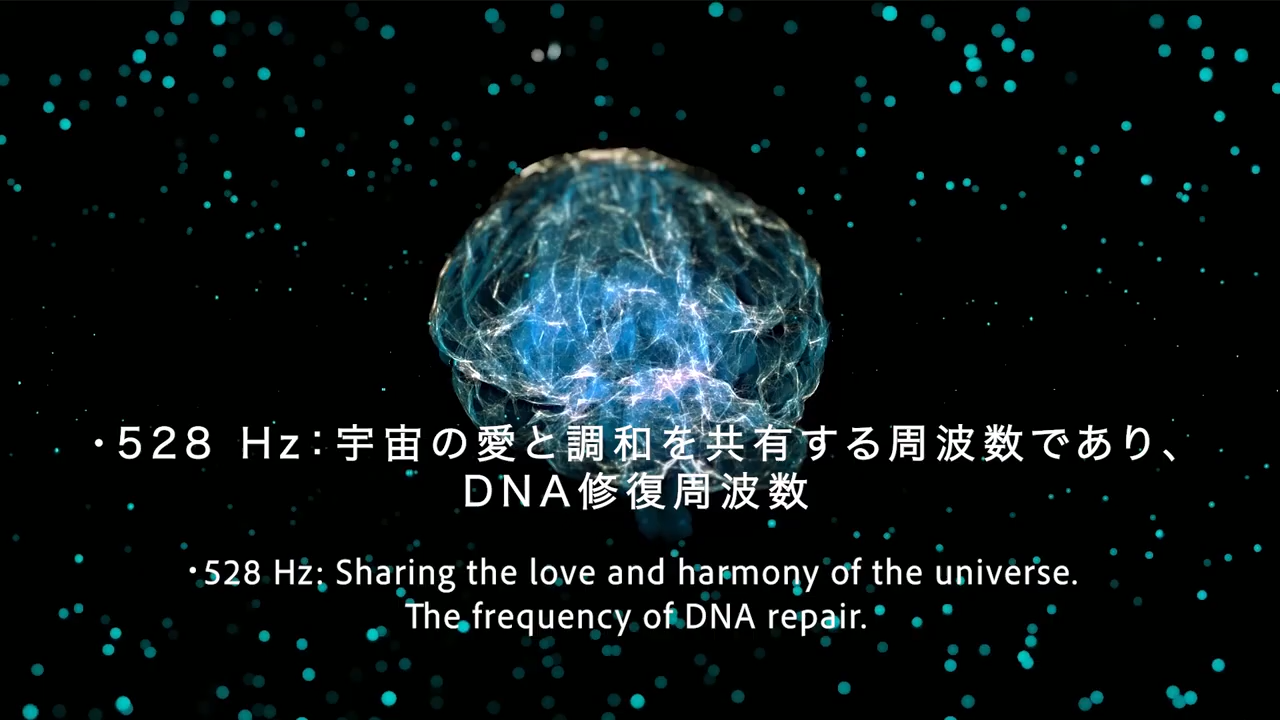 ・528 Hz：宇宙の愛と調和を共有する周波数であり、
DNA修復周波数
・528 Hz: Sharing the love and harmony of the universe.
The frequency of DNA repair.